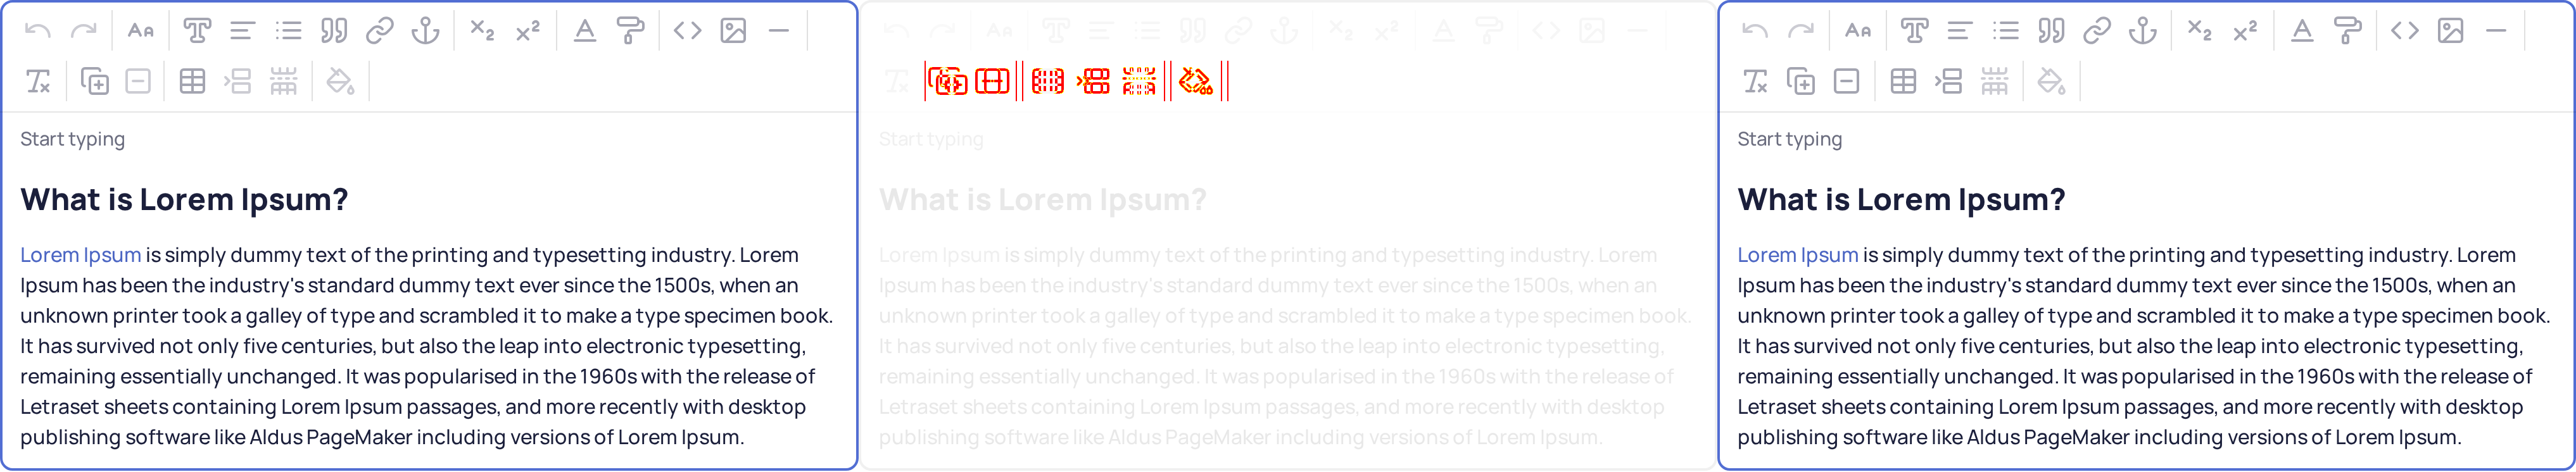 Start typing
What is Lorem Ipsum?
Lorem Ipsum is simply dummy text of the printing and typesetting industry. Lorem
Ipsum has been the industry's standard dummy text ever since the 1500s, when an
unknown printer took a galley of type and scrambled it to make a type specimen book.
It has survived not only five centuries, but also the leap into electronic typesetting,
remaining essentially unchanged. It was popularised in the 1960s with the release of
Letraset sheets containing Lorem Ipsum passages, and more recently with desktop
publishing software like Aldus PageMaker including versions of Lorem Ipsum.
Start typing
What is Lorem Ipsum?
Lorem Ipsum is simply dummy text of the printing and typesetting industry. Lorem
Ipsum has been the industry's standard dummy text ever since the 1500s, when an
unknown printer took a galley of type and scrambled it to make a type specimen book.
It has survived not only five centuries, but also the leap into electronic typesetting,
remaining essentially unchanged. It was popularised in the 1960s with the release of
Letraset sheets containing Lorem Ipsum passages, and more recently with desktop
publishing software like Aldus PageMaker including versions of Lorem Ipsum.
Start typing
What is Lorem Ipsum?
Lorem Ipsum is simply dummy text of the printing and typesetting industry. Lorem
Ipsum has been the industry's standard dummy text ever since the 1500s, when an
unknown printer took a galley of type and scrambled it to make a type specimen book.
It has survived not only five centuries, but also the leap into electronic typesetting,
remaining essentially unchanged. It was popularised in the 1960s with the release of
Letraset sheets containing Lorem Ipsum passages, and more recently with desktop
publishing software like Aldus PageMaker including versions of Lorem Ipsum.